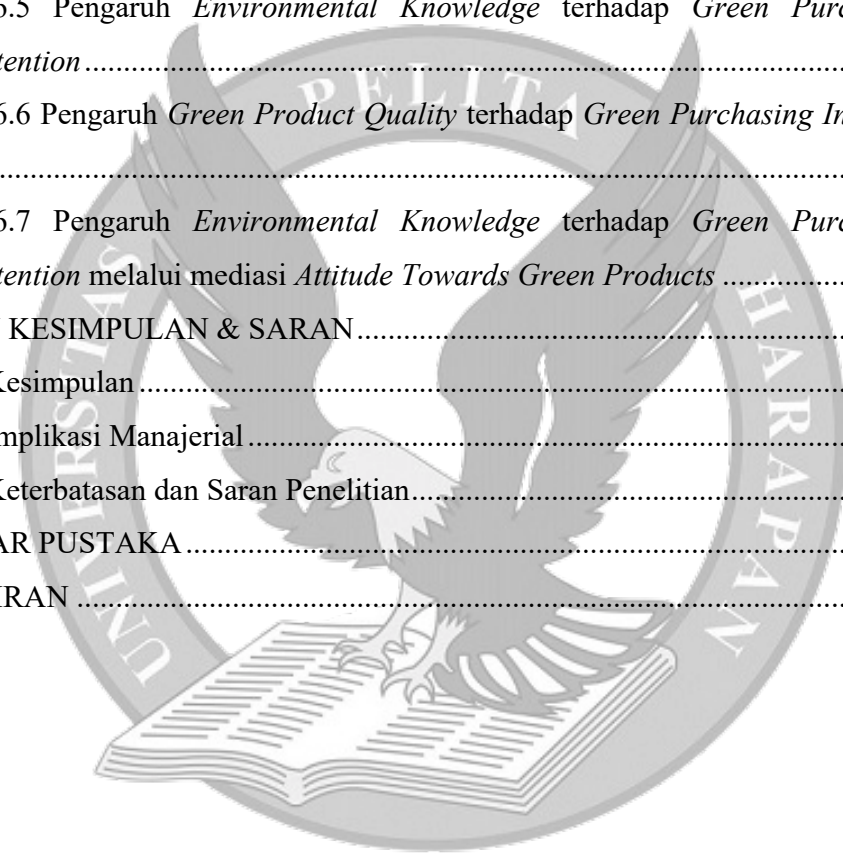 6.5 Pengaruh Environmental Knowledge terhadap Green Purc
tention
6.6 Pengaruh Green Product Quality terhadap Green Purchasing In
................................................................................
6.7 Pengaruh Environmental Knowledge terhadap Green Purc
tention melalui mediasi Attitude Towards Green Products
KESIMPULAN & SARAN
Kesimpulan
mplikasi Manajerial
Keterbatasan dan Saran Penelitian
AR PUSTAKA
IRAN
UNIVERSITAS PELITA HARAPAN